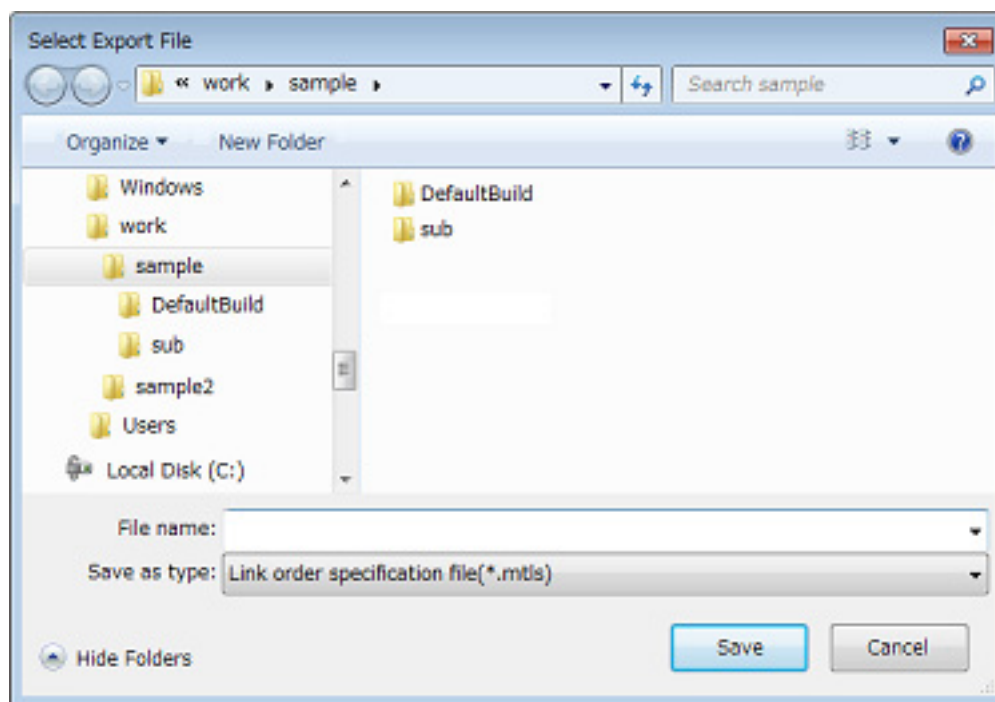 Select Export File
« work ▸ sample ▸
Search sample
Organize ▾ New Folder
Windows
work
sample
DefaultBuild
sub
sample2
Users
Local Disk (C:)
DefaultBuild
sub
File name:
Save as type: Link order specification file(*.mtls)
Hide Folders
Save
Cancel